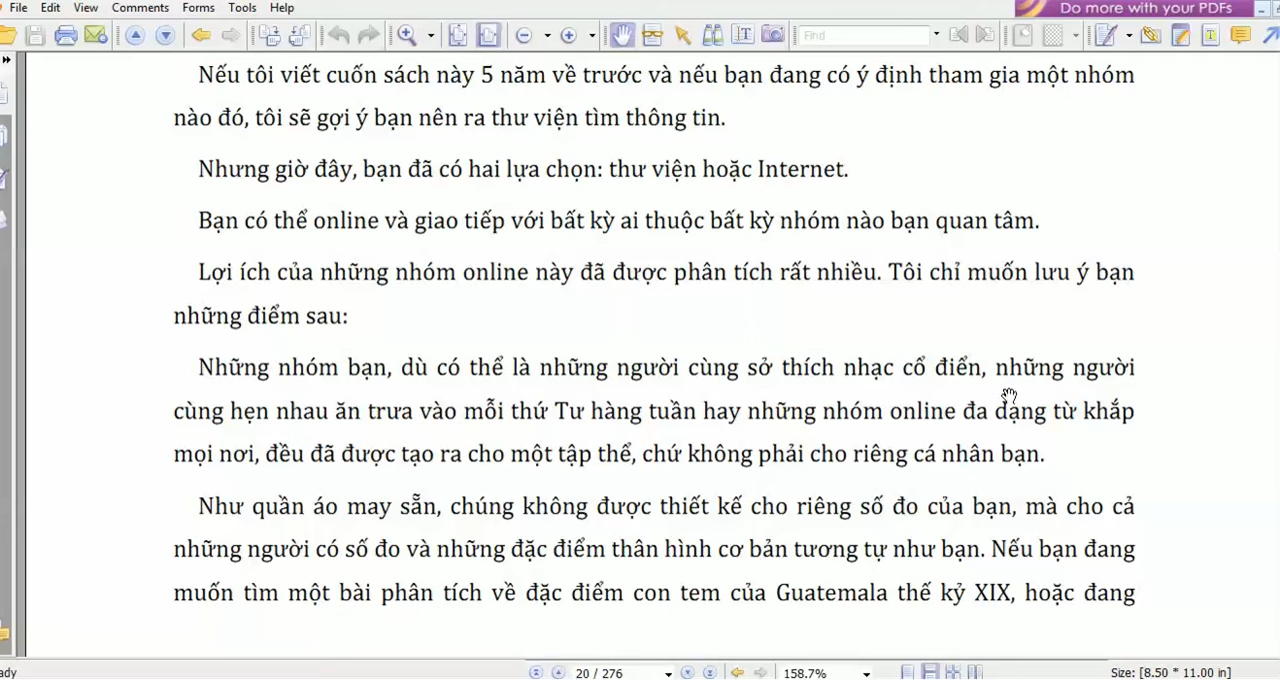 File Edit View Comments Forms Tools Help
Do more with your PDFs
Find
Nếu tôi viết cuốn sách này 5 năm về trước và nếu bạn đang có ý định tham gia một nhóm
nào đó, tôi sẽ gợi ý bạn nên ra thư viện tìm thông tin.
Nhưng giờ đây, bạn đã có hai lựa chọn: thư viện hoặc Internet.
Bạn có thể online và giao tiếp với bất kỳ ai thuộc bất kỳ nhóm nào bạn quan tâm.
Lợi ích của những nhóm online này đã được phân tích rất nhiều. Tôi chỉ muốn lưu ý bạn
những điểm sau:
Những nhóm bạn, dù có thể là những người cùng sở thích nhạc cổ điển, những người
cùng hẹn nhau ăn trưa vào mỗi thứ Tư hàng tuần hay những nhóm online đa dạng từ khắp
mọi nơi, đều đã được tạo ra cho một tập thể, chứ không phải cho riêng cá nhân bạn.
Như quần áo may sẵn, chúng không được thiết kế cho riêng số đo của bạn, mà cho cả
những người có số đo và những đặc điểm thân hình cơ bản tương tự như bạn. Nếu bạn đang
muốn tìm một bài phân tích về đặc điểm con tem của Guatemala thế kỷ XIX, hoặc đang
ady
20 / 276
158.7%
Size: [8.50 * 11.00 in]